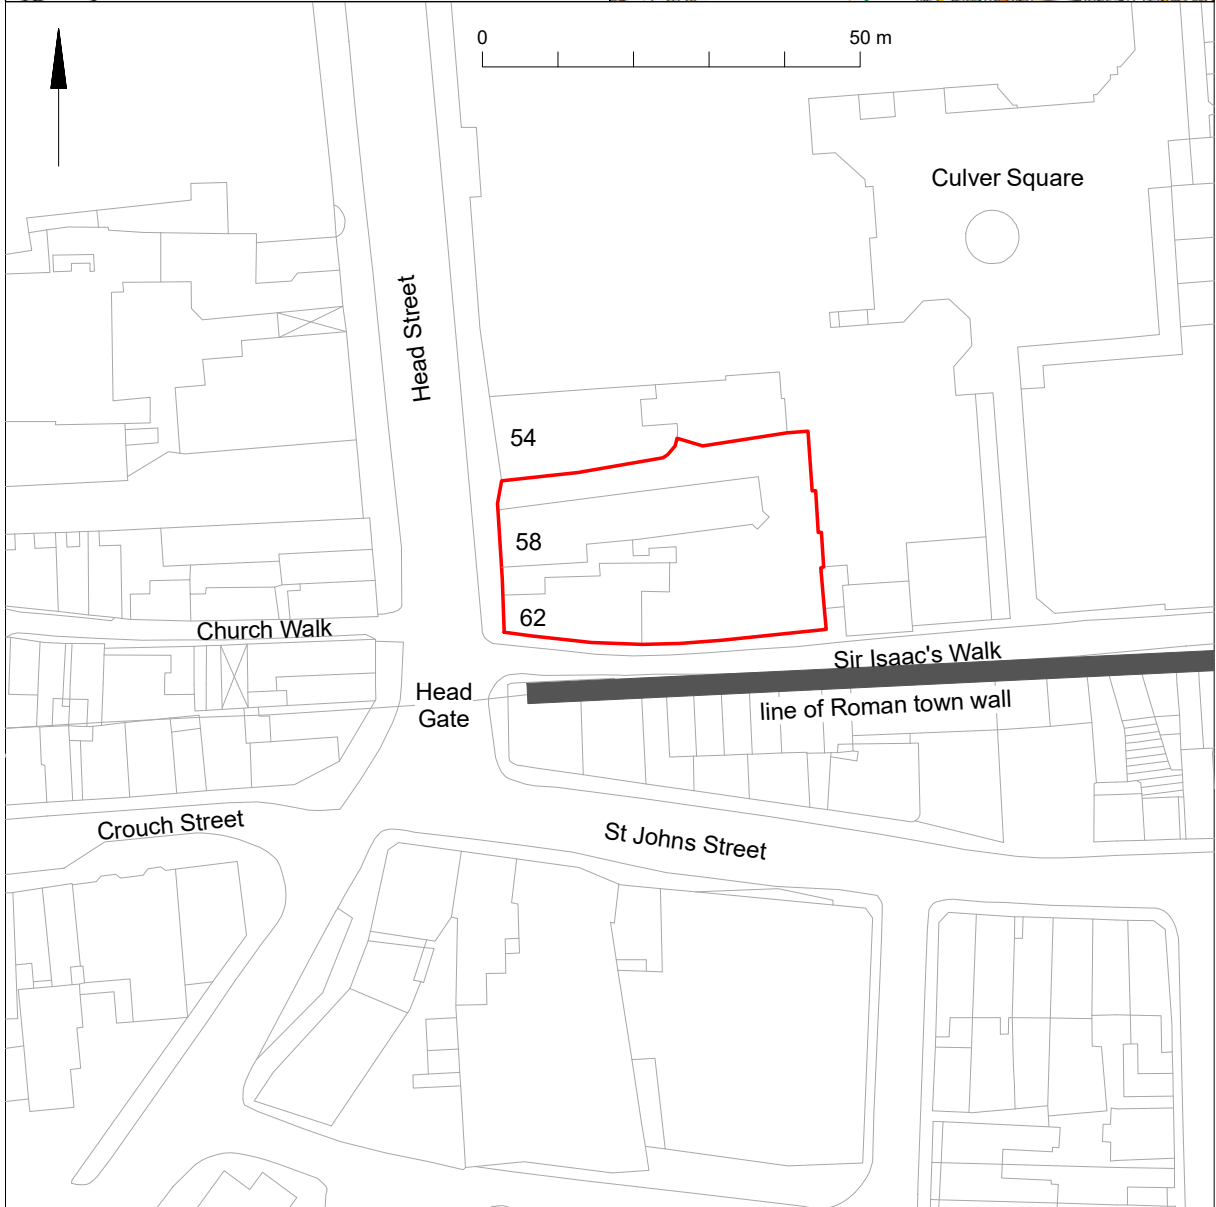 0
50 m
Culver Square
Head Street
54
58
62
Church Walk
Sir Isaac's Walk
Head
Gate
line of Roman town wall
Crouch Street
St Johns Street